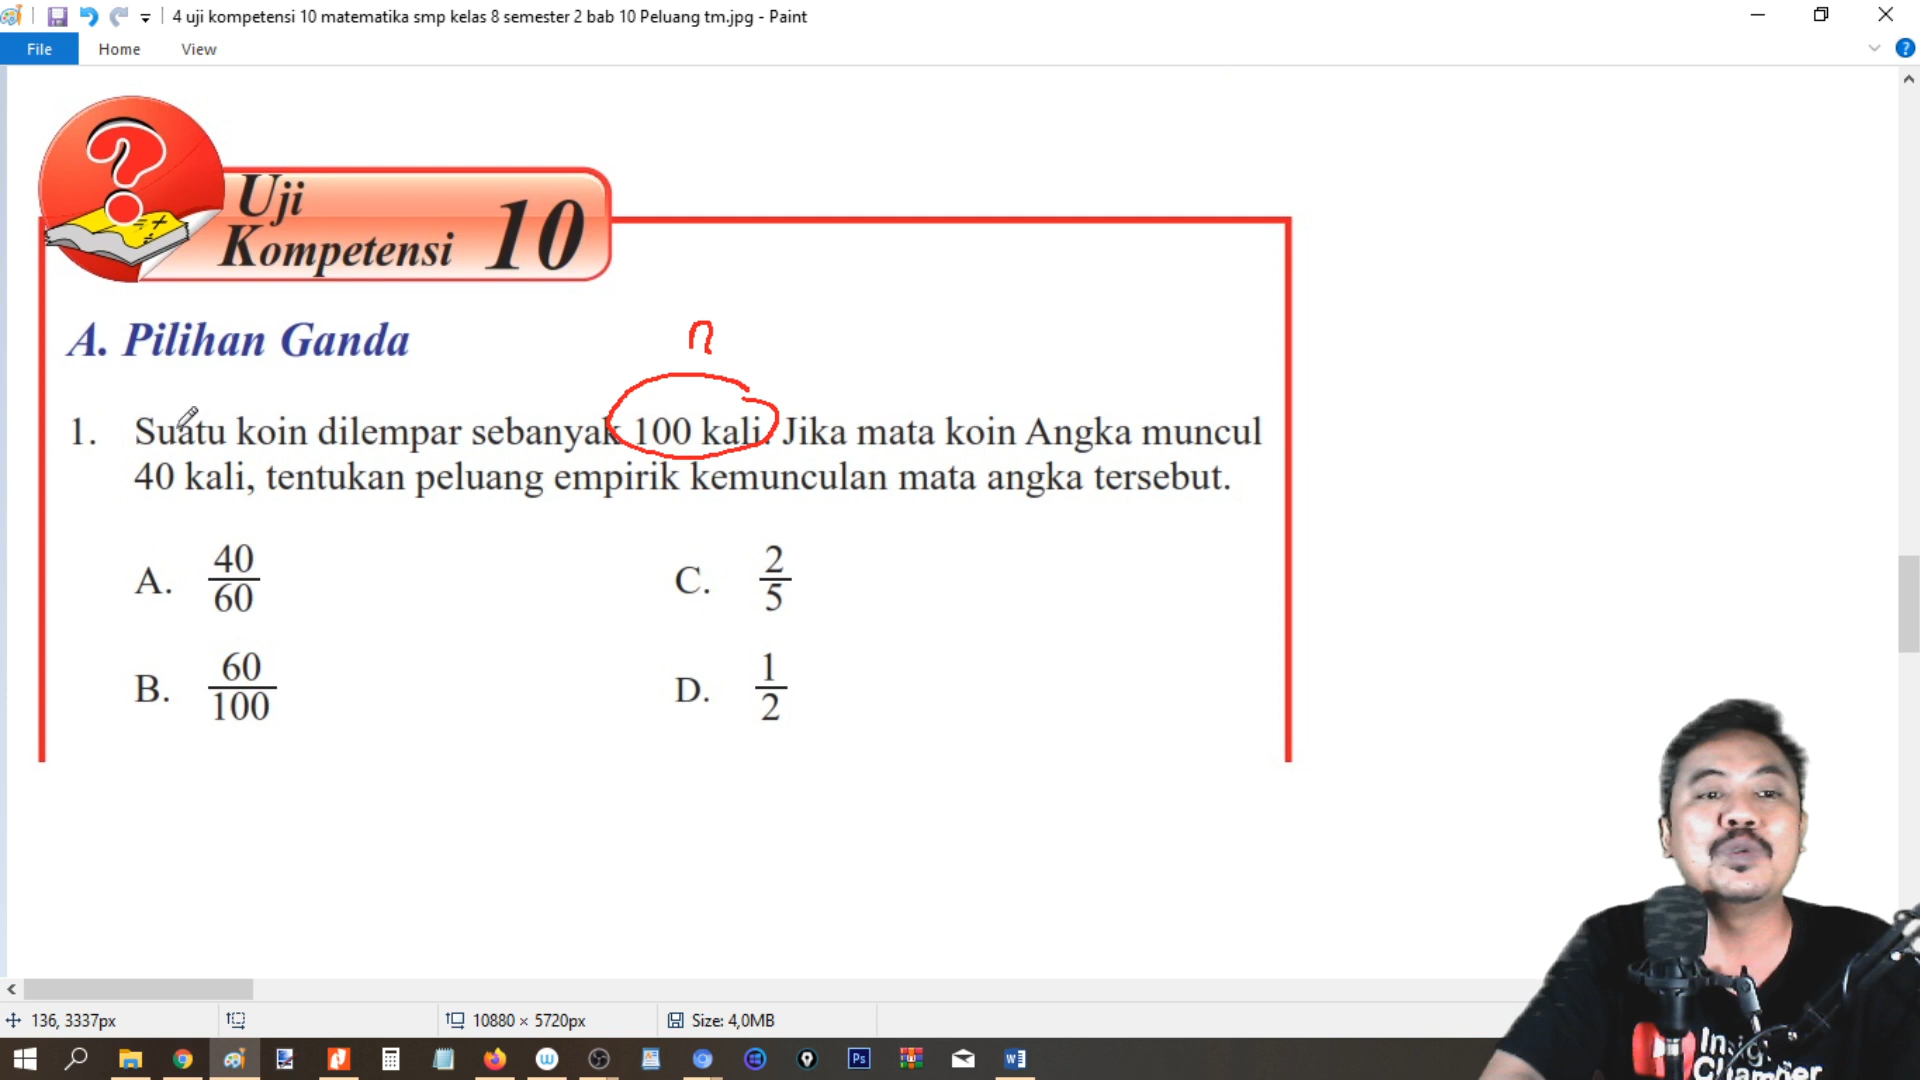 4 uji kompetensi 10 matematika smp kelas 8 semester 2 bab 10 Peluang tm.jpg - Paint
File Home View
?
Uji
Kompetensi 10
A. Pilihan Ganda
n
1. Suatu koin dilempar sebanyak 100 kali. Jika mata koin Angka muncul
40 kali, tentukan peluang empirik kemunculan mata angka tersebut.
A. 40/60
C. 2/5
B. 60/100
D. 1/2
136, 3337px
10880 × 5720px
Size: 4,0MB
Ps
W
Chamber